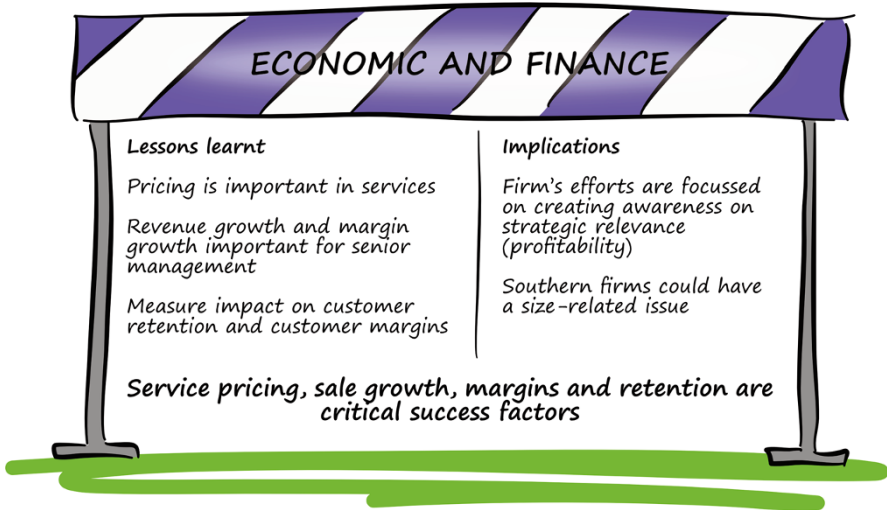 ECONOMIC AND FINANCE
Lessons learnt
Pricing is important in services
Revenue growth and margin
growth important for senior
management
Measure impact on customer
retention and customer margins
Implications
Firm's efforts are focussed
on creating awareness on
strategic relevance
(profitability)
Southern firms could have
a size-related issue
Service pricing, sale growth, margins and retention are
critical success factors